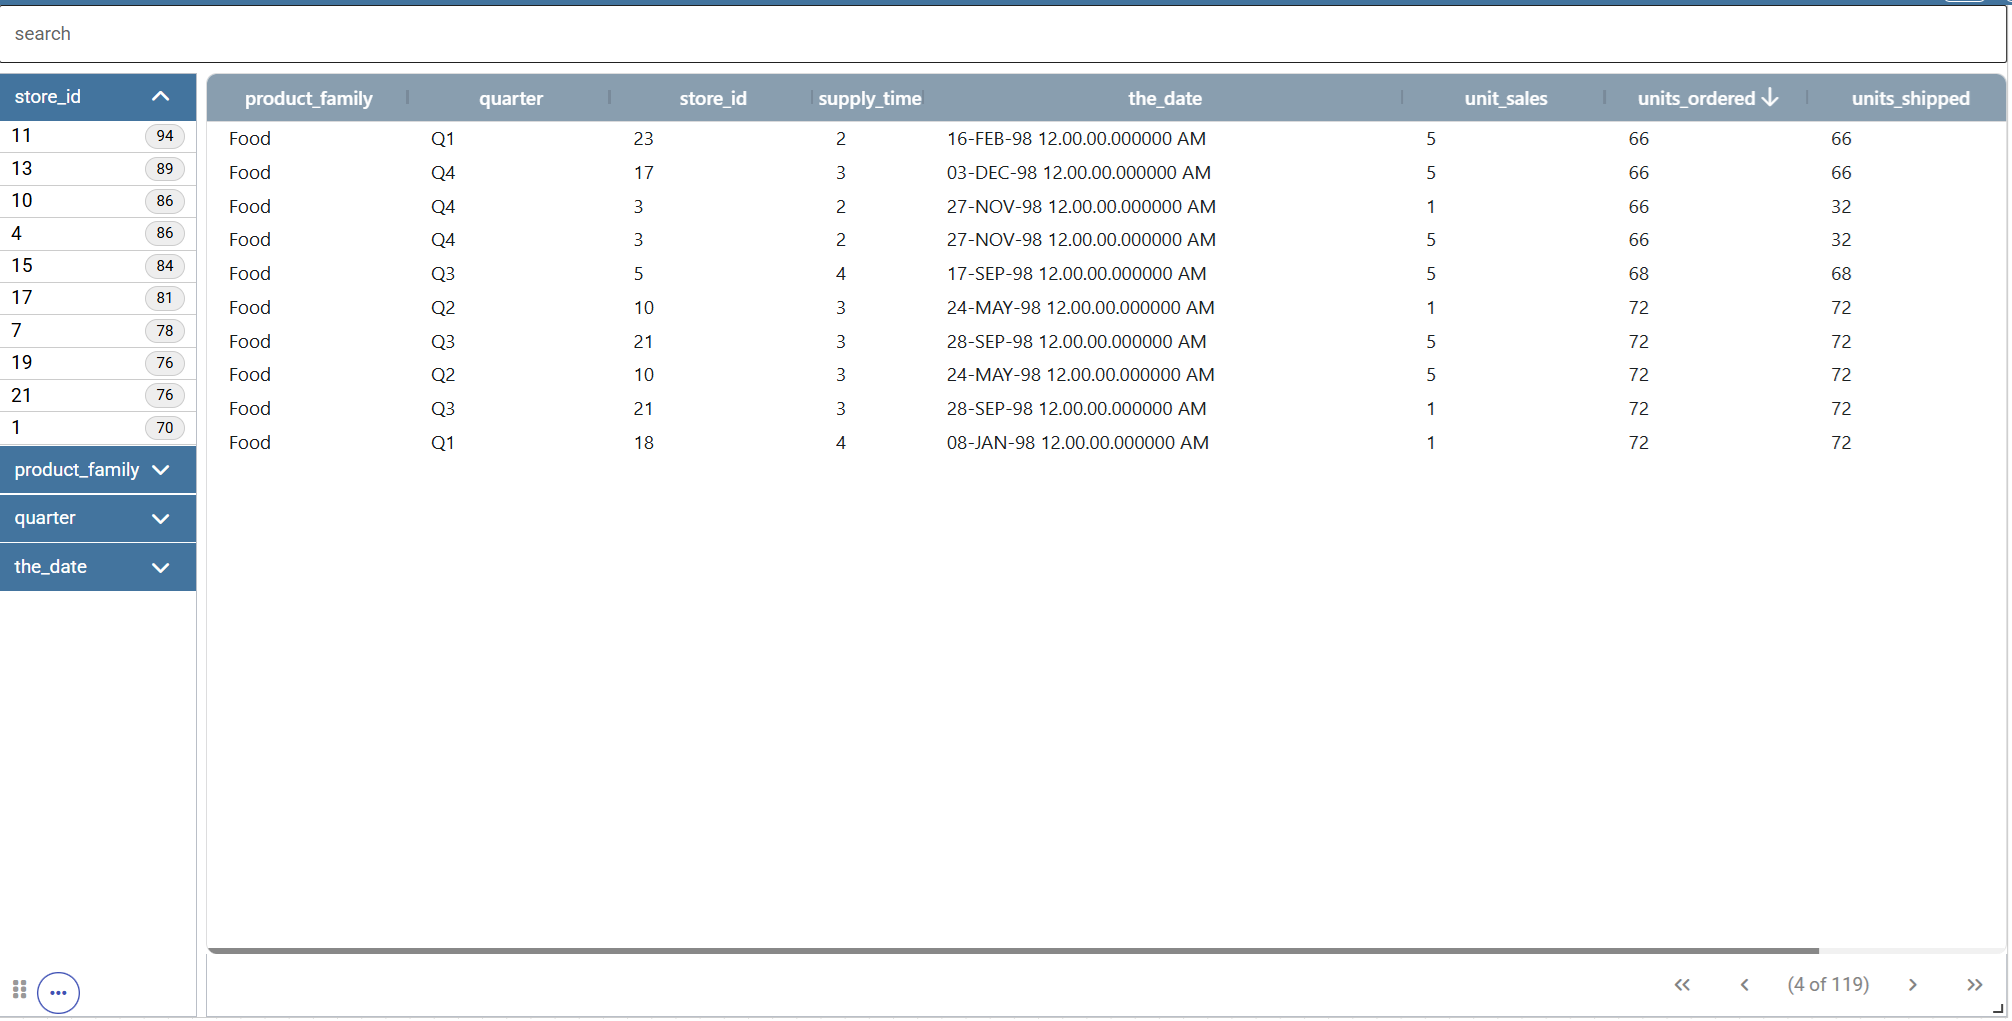 search
store_id
11 94
13 89
10 86
4 86
15 84
17 81
7 78
19 76
21 76
1 70
product_family
quarter
the_date
product_family quarter store_id supply_time the_date unit_sales units_ordered units_shipped
Food Q1 23 2 16-FEB-98 12.00.00.000000 AM 5 66 66
Food Q4 17 3 03-DEC-98 12.00.00.000000 AM 5 66 66
Food Q4 3 2 27-NOV-98 12.00.00.000000 AM 1 66 32
Food Q4 3 2 27-NOV-98 12.00.00.000000 AM 5 66 32
Food Q3 5 4 17-SEP-98 12.00.00.000000 AM 5 68 68
Food Q2 10 3 24-MAY-98 12.00.00.000000 AM 1 72 72
Food Q3 21 3 28-SEP-98 12.00.00.000000 AM 5 72 72
Food Q2 10 3 24-MAY-98 12.00.00.000000 AM 5 72 72
Food Q3 21 3 28-SEP-98 12.00.00.000000 AM 1 72 72
Food Q1 18 4 08-JAN-98 12.00.00.000000 AM 1 72 72
(4 of 119)